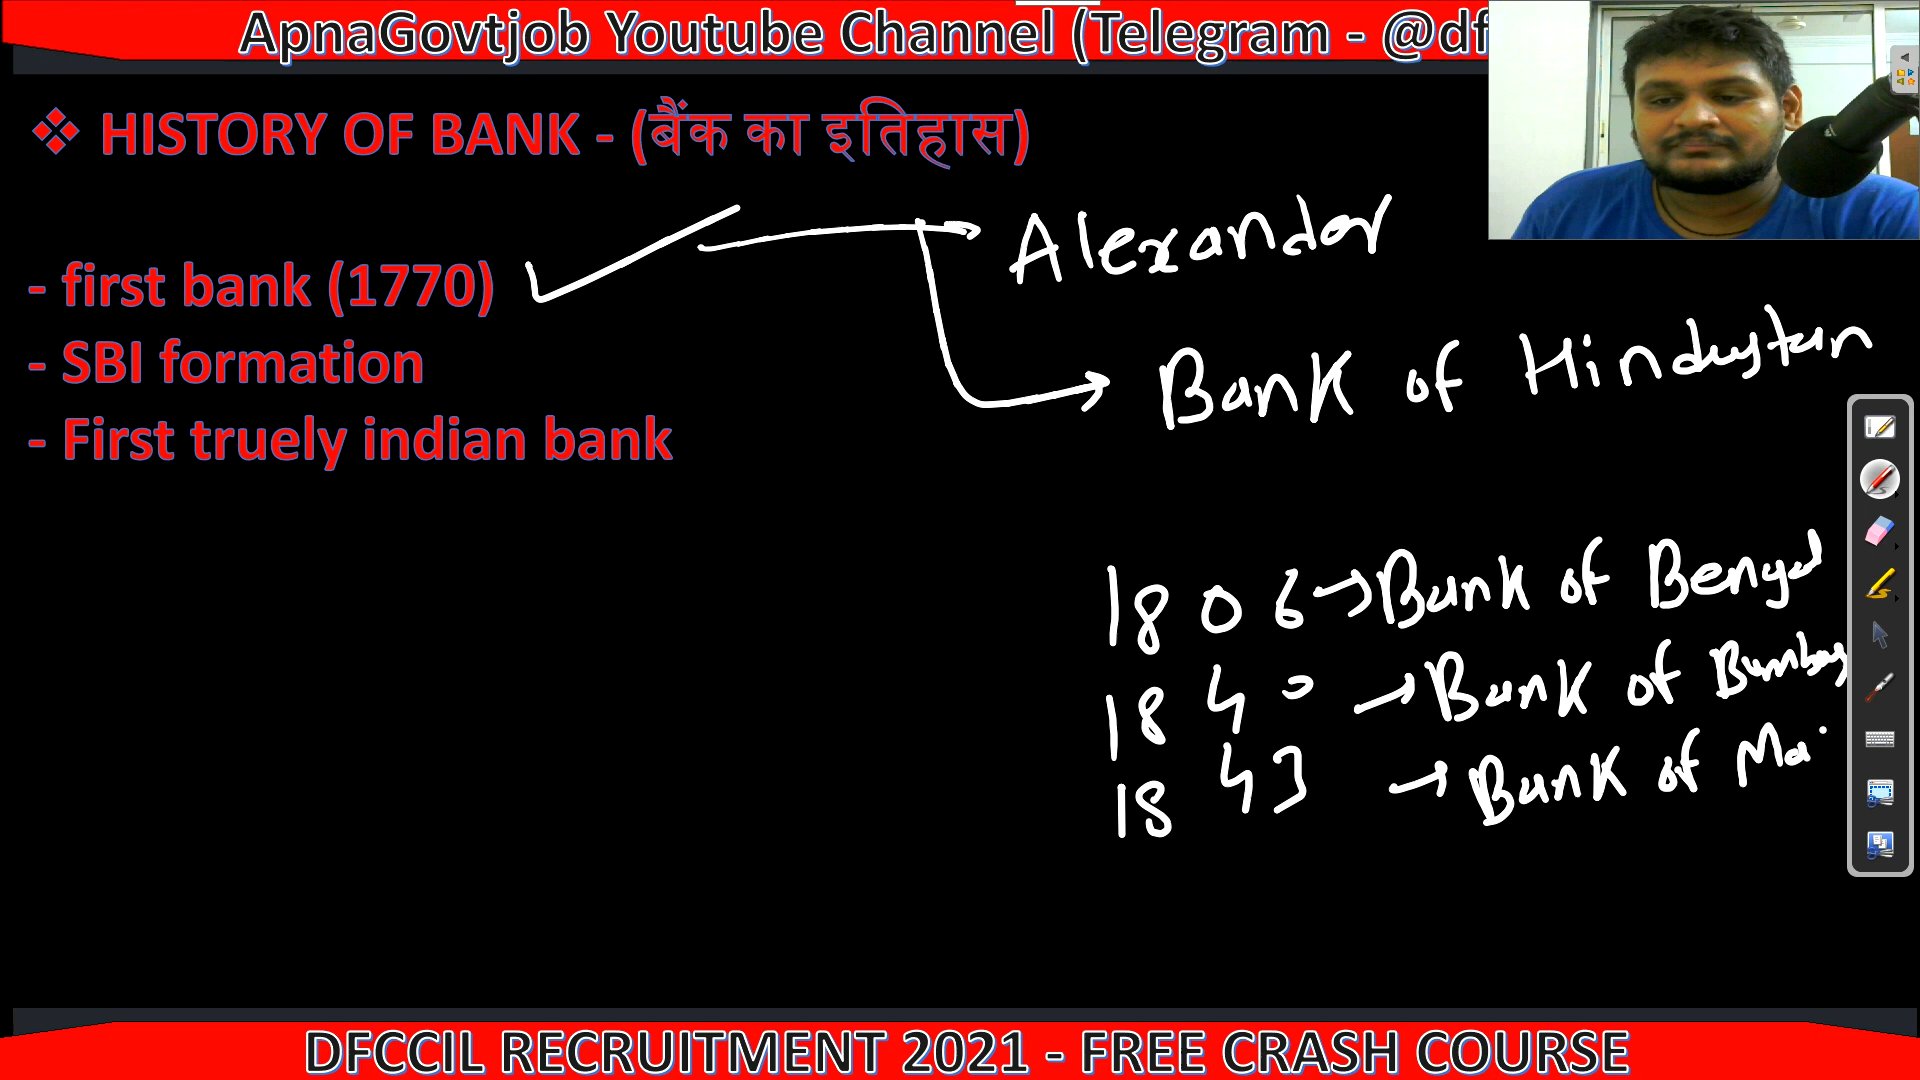 ApnaGovtjob Youtube Channel (Telegram - @df
❖ HISTORY OF BANK - (बैंक का इतिहास)
- first bank (1770)
- SBI formation
- First truely indian bank
Alexander
Bank of Hindustan
1806 → Bank of Bengal
1840 → Bank of Bombay
1843 → Bank of Ma
DFCCIL RECRUITMENT 2021 - FREE CRASH COURSE